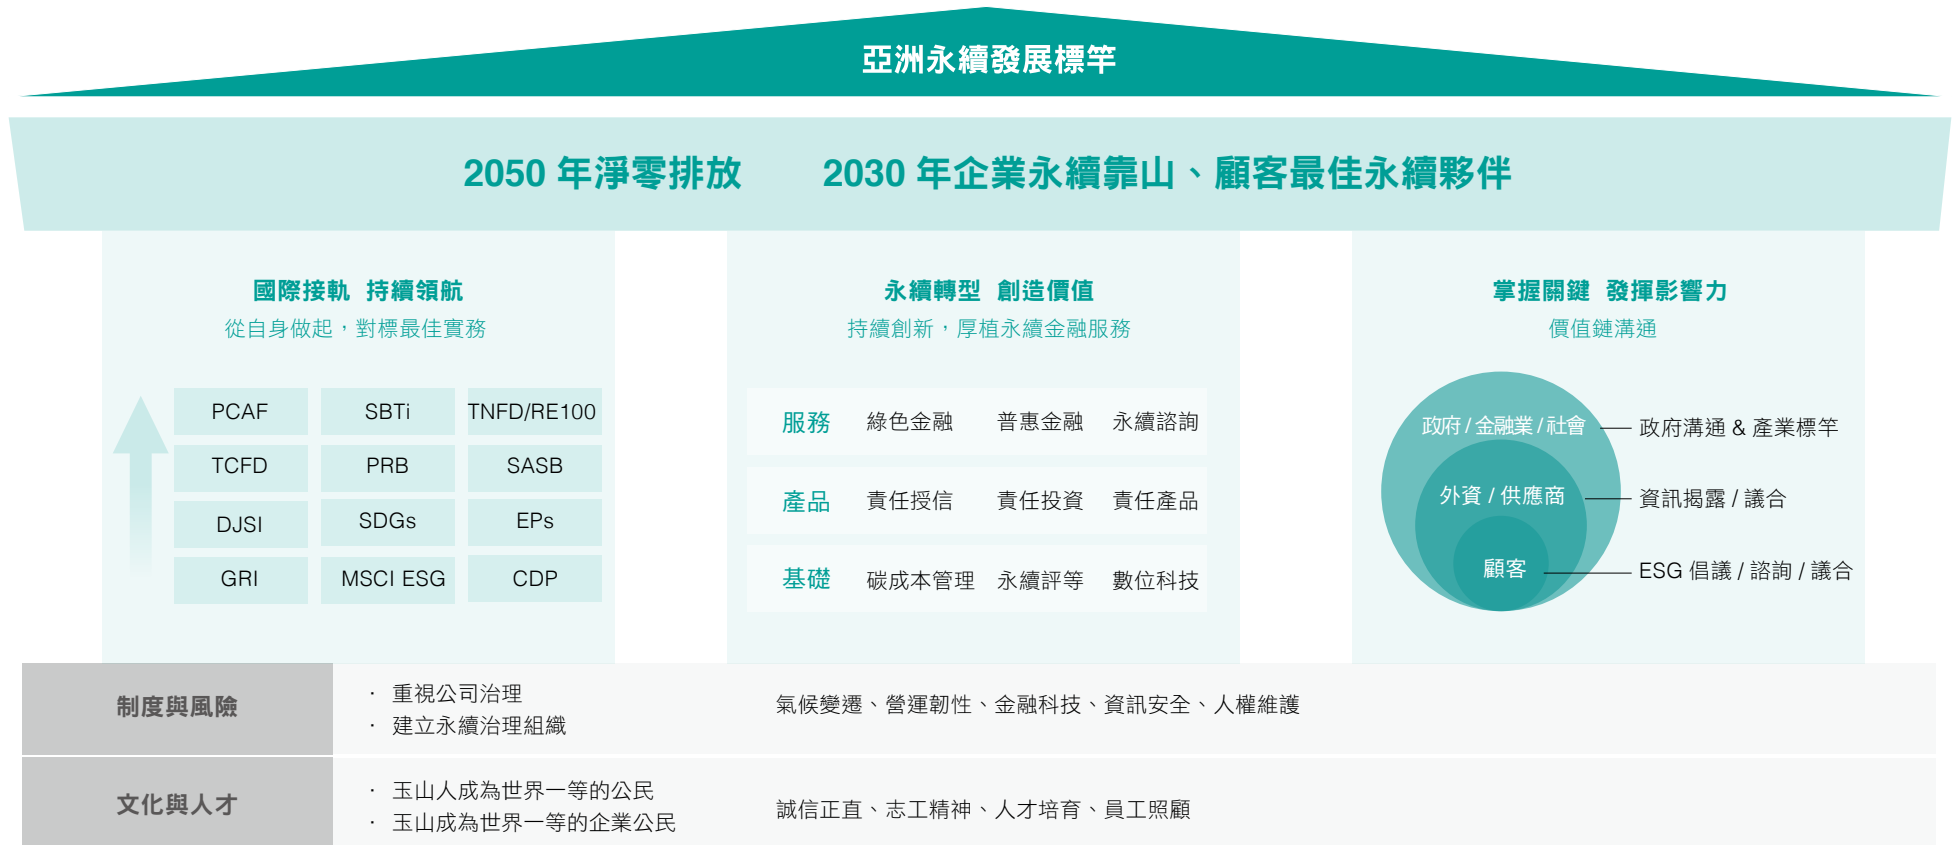 亞洲永續發展標竿
2050 年淨零排放 2030 年企業永續靠山、顧客最佳永續夥伴
國際接軌 持續領航
從自身做起，對標最佳實務
PCAF SBTi TNFD/RE100
TCFD PRB SASB
DJSI SDGs EPs
GRI MSCI ESG CDP
永續轉型 創造價值
持續創新，厚植永續金融服務
服務 綠色金融 普惠金融 永續諮詢
產品 責任授信 責任投資 責任產品
基礎 碳成本管理 永續評等 數位科技
掌握關鍵 發揮影響力
價值鏈溝通
政府 / 金融業 / 社會 政府溝通 & 產業標竿
外資 / 供應商 資訊揭露 / 議合
顧客 ESG 倡議 / 諮詢 / 議合
制度與風險
· 重視公司治理
· 建立永續治理組織
氣候變遷、營運韌性、金融科技、資訊安全、人權維護
文化與人才
· 玉山人成為世界一等的公民
· 玉山成為世界一等的企業公民
誠信正直、志工精神、人才培育、員工照顧